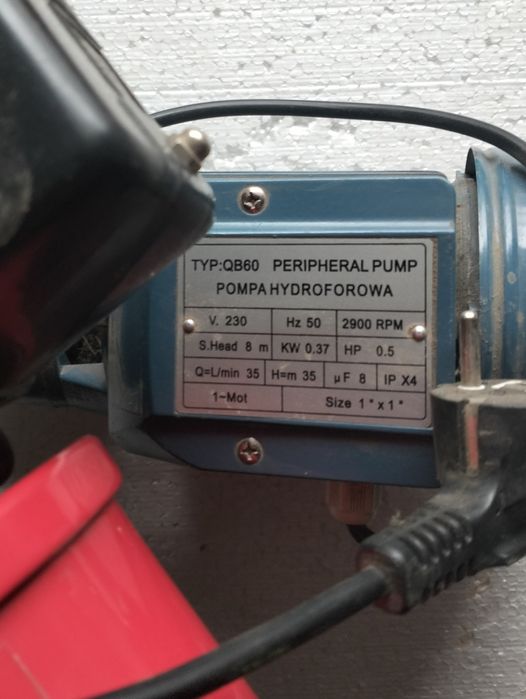 TYP:QB60 PERIPHERAL PUMP
POMPA HYDROFOROWA
V. 230 Hz 50 2900 RPM
S.Head 8 m KW 0.37 HP 0.5
Q=L/min 35 H=m 35 µF 8 IP X4
1~Mot Size 1"x1"